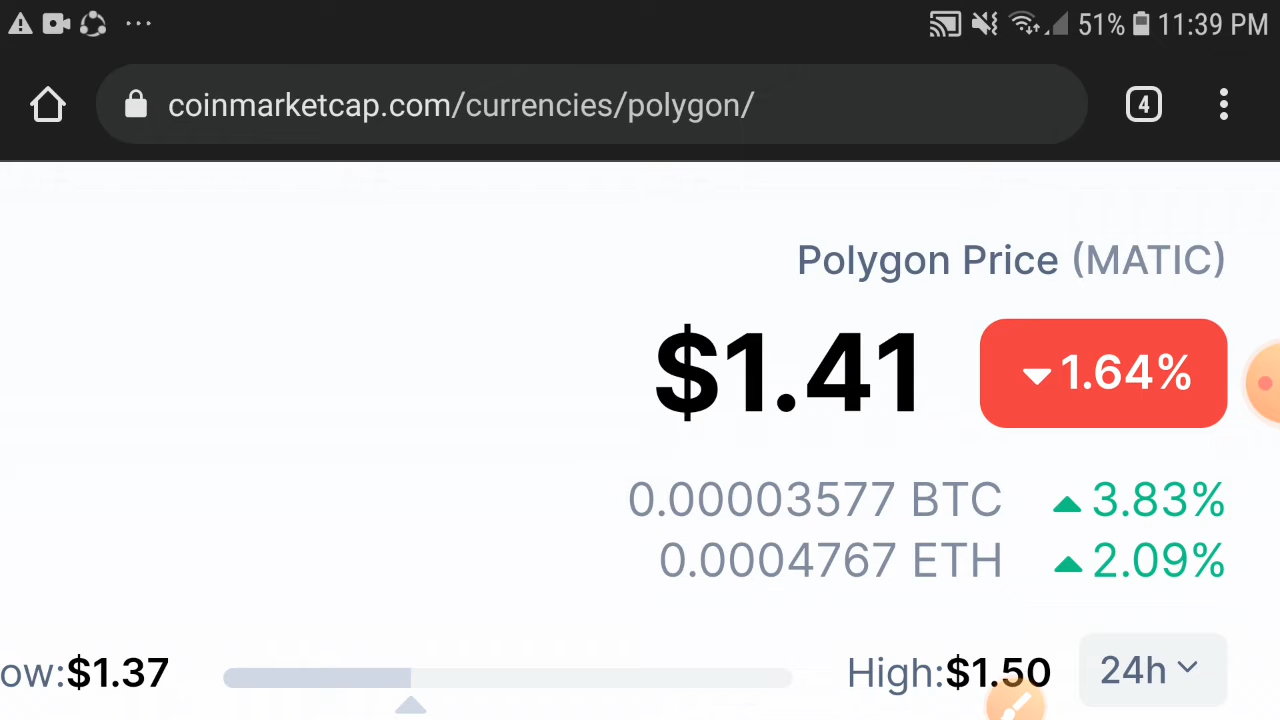 51% 11:39 PM
coinmarketcap.com/currencies/polygon/
4
Polygon Price (MATIC)
$1.41 1.64%
0.00003577 BTC 3.83%
0.0004767 ETH 2.09%
ow:$1.37 High:$1.50 24h